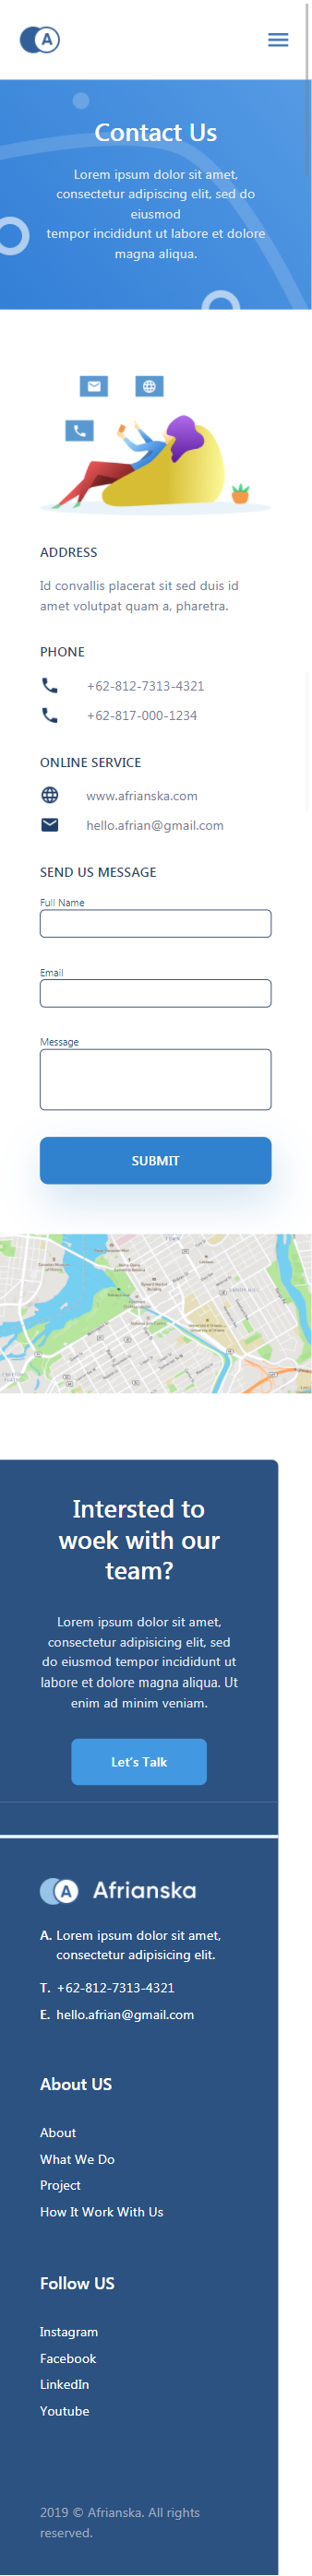 A
Contact Us
Lorem ipsum dolor sit amet,
consectetur adipiscing elit, sed do
eiusmod
tempor incididunt ut labore et dolore
magna aliqua.
ADDRESS
Id convallis placerat sit sed duis id
amet volutpat quam a, pharetra.
PHONE
+62-812-7313-4321
+62-817-000-1234
ONLINE SERVICE
www.afrianska.com
hello.afrian@gmail.com
SEND US MESSAGE
Full Name
Email
Message
SUBMIT
Intersted to
woek with our
team?
Lorem ipsum dolor sit amet,
consectetur adipisicing elit, sed
do eiusmod tempor incididunt ut
labore et dolore magna aliqua. Ut
enim ad minim veniam.
Let's Talk
A Afrianska
A. Lorem ipsum dolor sit amet,
consectetur adipisicing elit.
T. +62-812-7313-4321
E. hello.afrian@gmail.com
About US
About
What We Do
Project
How It Work With Us
Follow US
Instagram
Facebook
LinkedIn
Youtube
2019 © Afrianska. All rights
reserved.